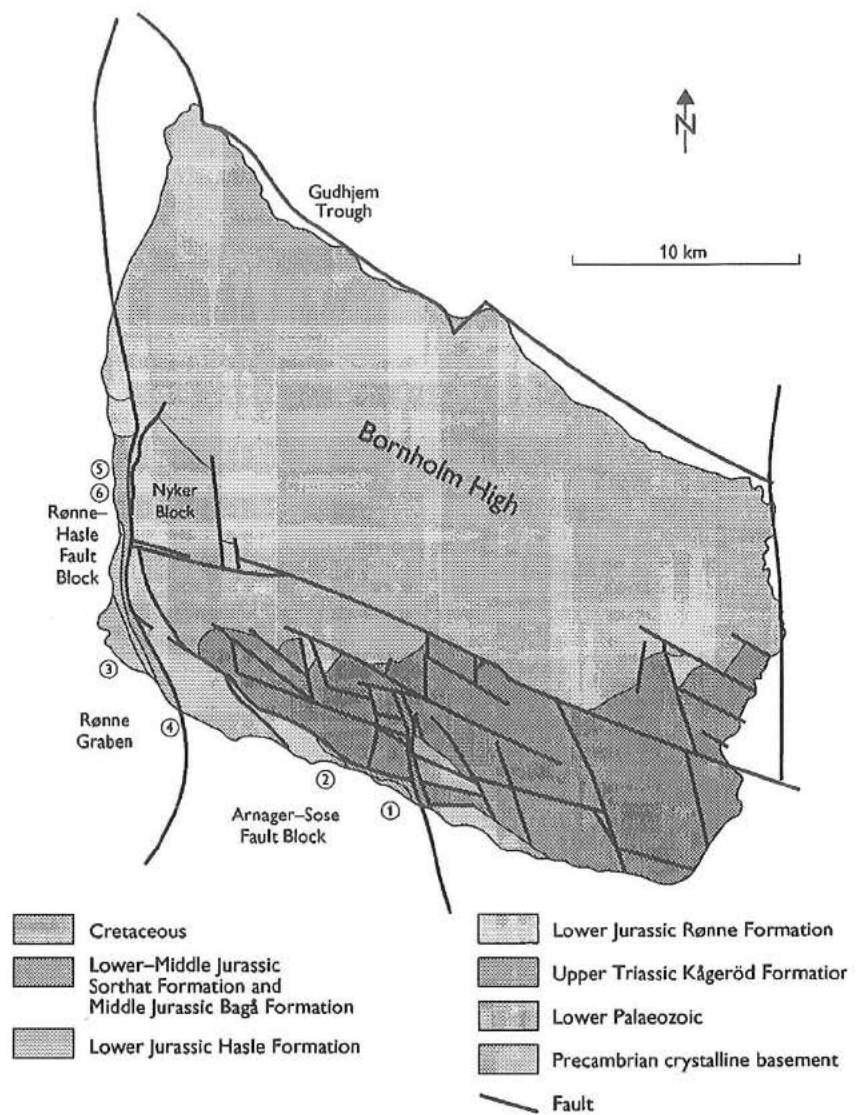 N
Gudhjem
Trough
10 km
Bornholm High
⑤
⑥
Nyker
Block
Rønne–
Hasle
Fault
Block
③
④
Rønne
Graben
②
①
Arnager–Sose
Fault Block
Cretaceous
Lower–Middle Jurassic
Sorthat Formation and
Middle Jurassic Bagå Formation
Lower Jurassic Hasle Formation
Lower Jurassic Rønne Formation
Upper Triassic Kågeröd Formatior
Lower Palaeozoic
Precambrian crystalline basement
Fault